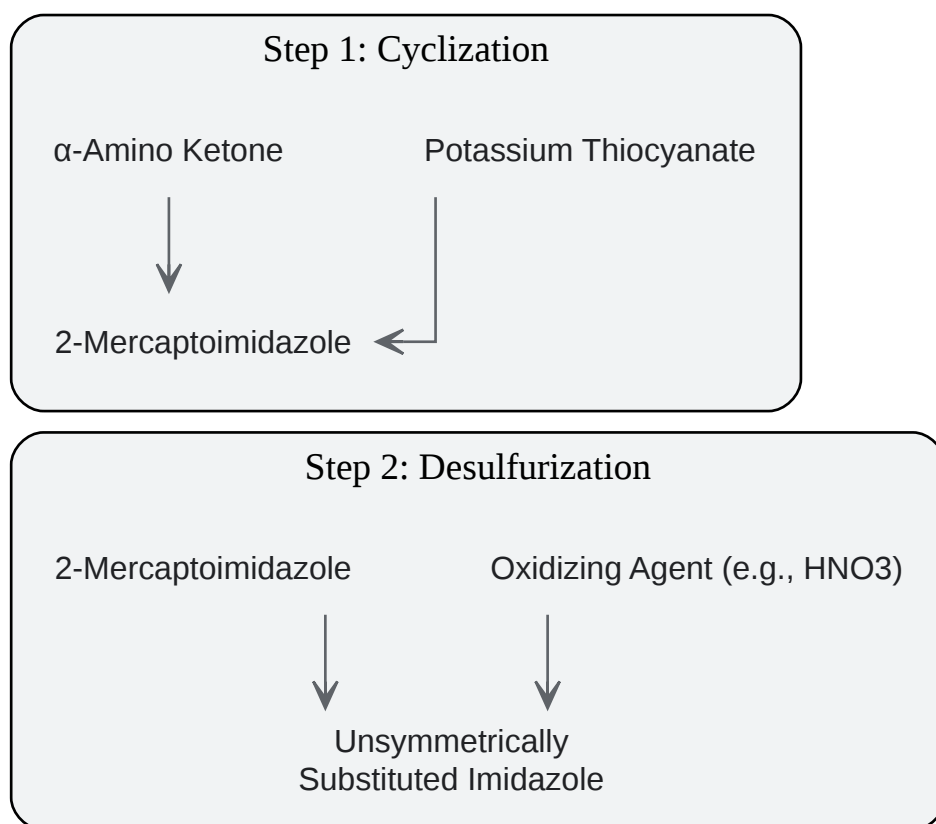 Step 1: Cyclization
α-Amino Ketone
Potassium Thiocyanate
2-Mercaptoimidazole
Step 2: Desulfurization
2-Mercaptoimidazole
Oxidizing Agent (e.g., HNO3)
Unsymmetrically
Substituted Imidazole